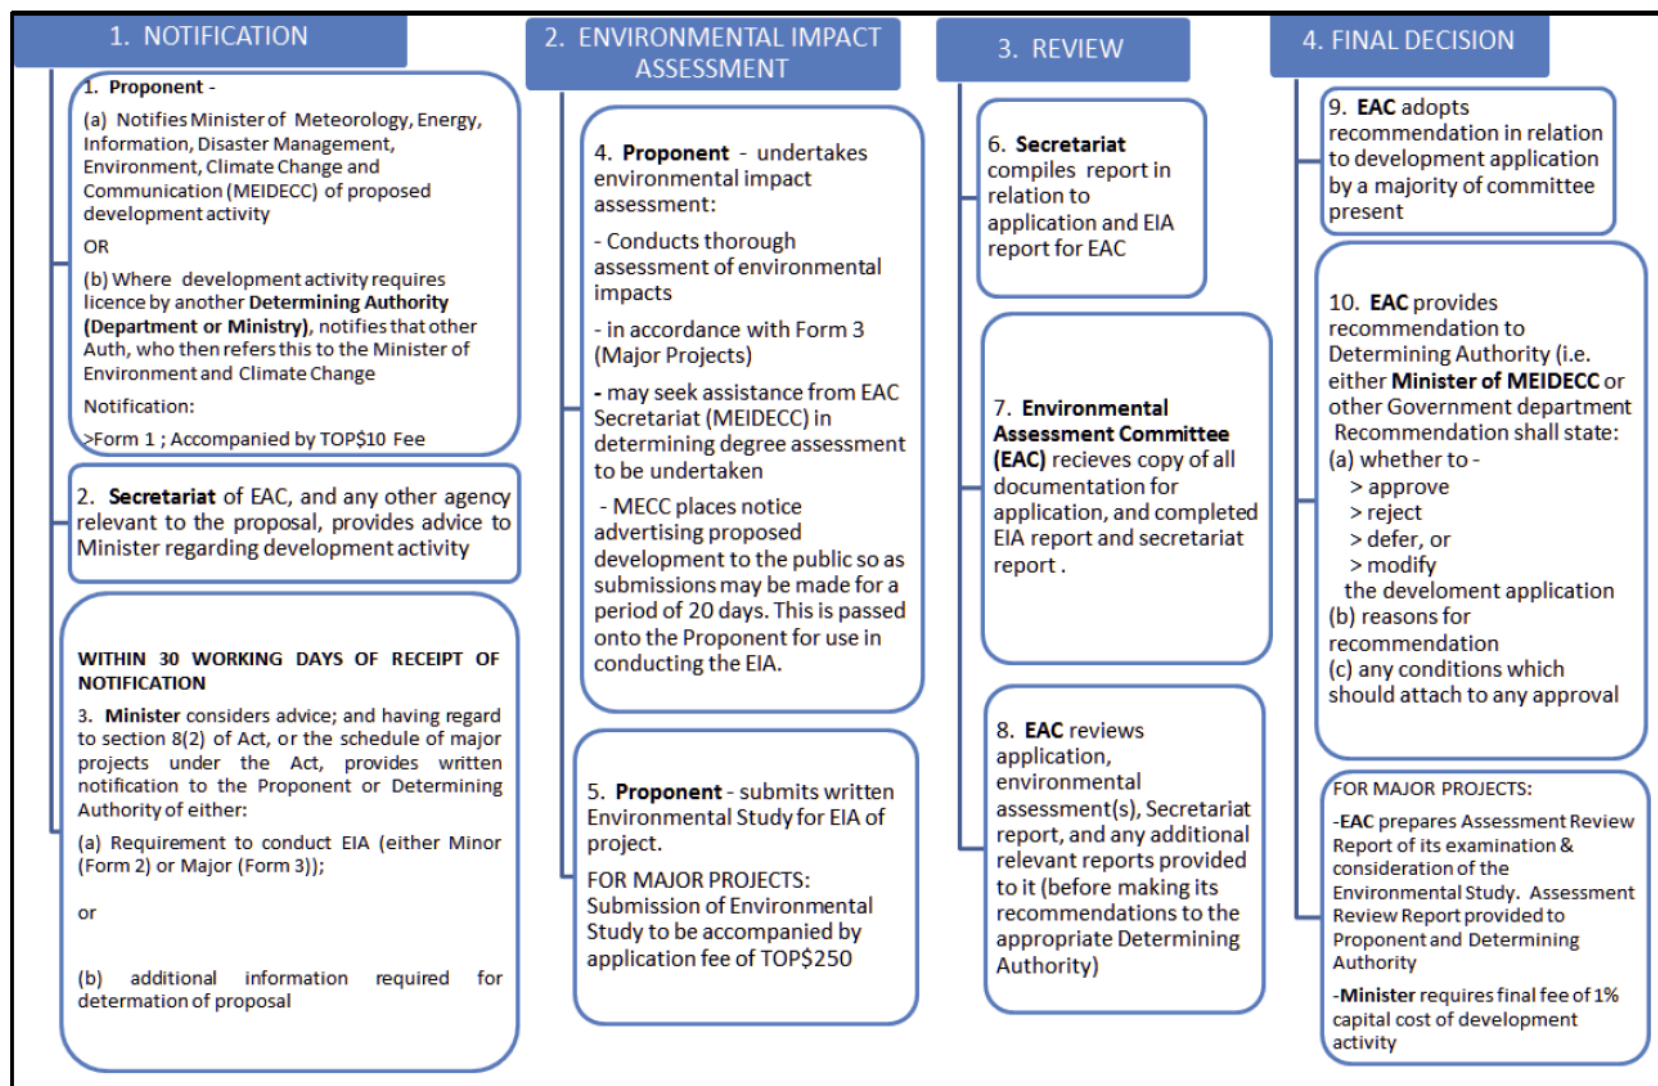 1. NOTIFICATION
1. Proponent -
(a) Notifies Minister of Meteorology, Energy,
Information, Disaster Management,
Environment, Climate Change and
Communication (MEIDECC) of proposed
development activity
OR
(b) Where development activity requires
licence by another Determining Authority
(Department or Ministry), notifies that other
Auth, who then refers this to the Minister of
Environment and Climate Change
Notification:
>Form 1 ; Accompanied by TOP$10 Fee
2. Secretariat of EAC, and any other agency
relevant to the proposal, provides advice to
Minister regarding development activity
WITHIN 30 WORKING DAYS OF RECEIPT OF
NOTIFICATION
3. Minister considers advice; and having regard
to section 8(2) of Act, or the schedule of major
projects under the Act, provides written
notification to the Proponent or Determining
Authority of either:
(a) Requirement to conduct EIA (either Minor
(Form 2) or Major (Form 3));
or
(b) additional information required for
determation of proposal
2. ENVIRONMENTAL IMPACT
ASSESSMENT
4. Proponent - undertakes
environmental impact
assessment:
- Conducts thorough
assessment of environmental
impacts
- in accordance with Form 3
(Major Projects)
- may seek assistance from EAC
Secretariat (MEIDECC) in
determining degree assessment
to be undertaken
- MECC places notice
advertising proposed
development to the public so as
submissions may be made for a
period of 20 days. This is passed
onto the Proponent for use in
conducting the EIA.
5. Proponent - submits written
Environmental Study for EIA of
project.
FOR MAJOR PROJECTS:
Submission of Environmental
Study to be accompanied by
application fee of TOP$250
3. REVIEW
6. Secretariat
compiles report in
relation to
application and EIA
report for EAC
7. Environmental
Assessment Committee
(EAC) recieves copy of all
documentation for
application, and completed
EIA report and secretariat
report .
8. EAC reviews
application,
environmental
assessment(s), Secretariat
report, and any additional
relevant reports provided
to it (before making its
recommendations to the
appropriate Determining
Authority)
4. FINAL DECISION
9. EAC adopts
recommendation in relation
to development application
by a majority of committee
present
10. EAC provides
recommendation to
Determining Authority (i.e.
either Minister of MEIDECC or
other Government department
Recommendation shall state:
(a) whether to -
> approve
> reject
> defer, or
> modify
the develoment application
(b) reasons for
recommendation
(c) any conditions which
should attach to any approval
FOR MAJOR PROJECTS:
-EAC prepares Assessment Review
Report of its examination &
consideration of the
Environmental Study. Assessment
Review Report provided to
Proponent and Determining
Authority
-Minister requires final fee of 1%
capital cost of development
activity